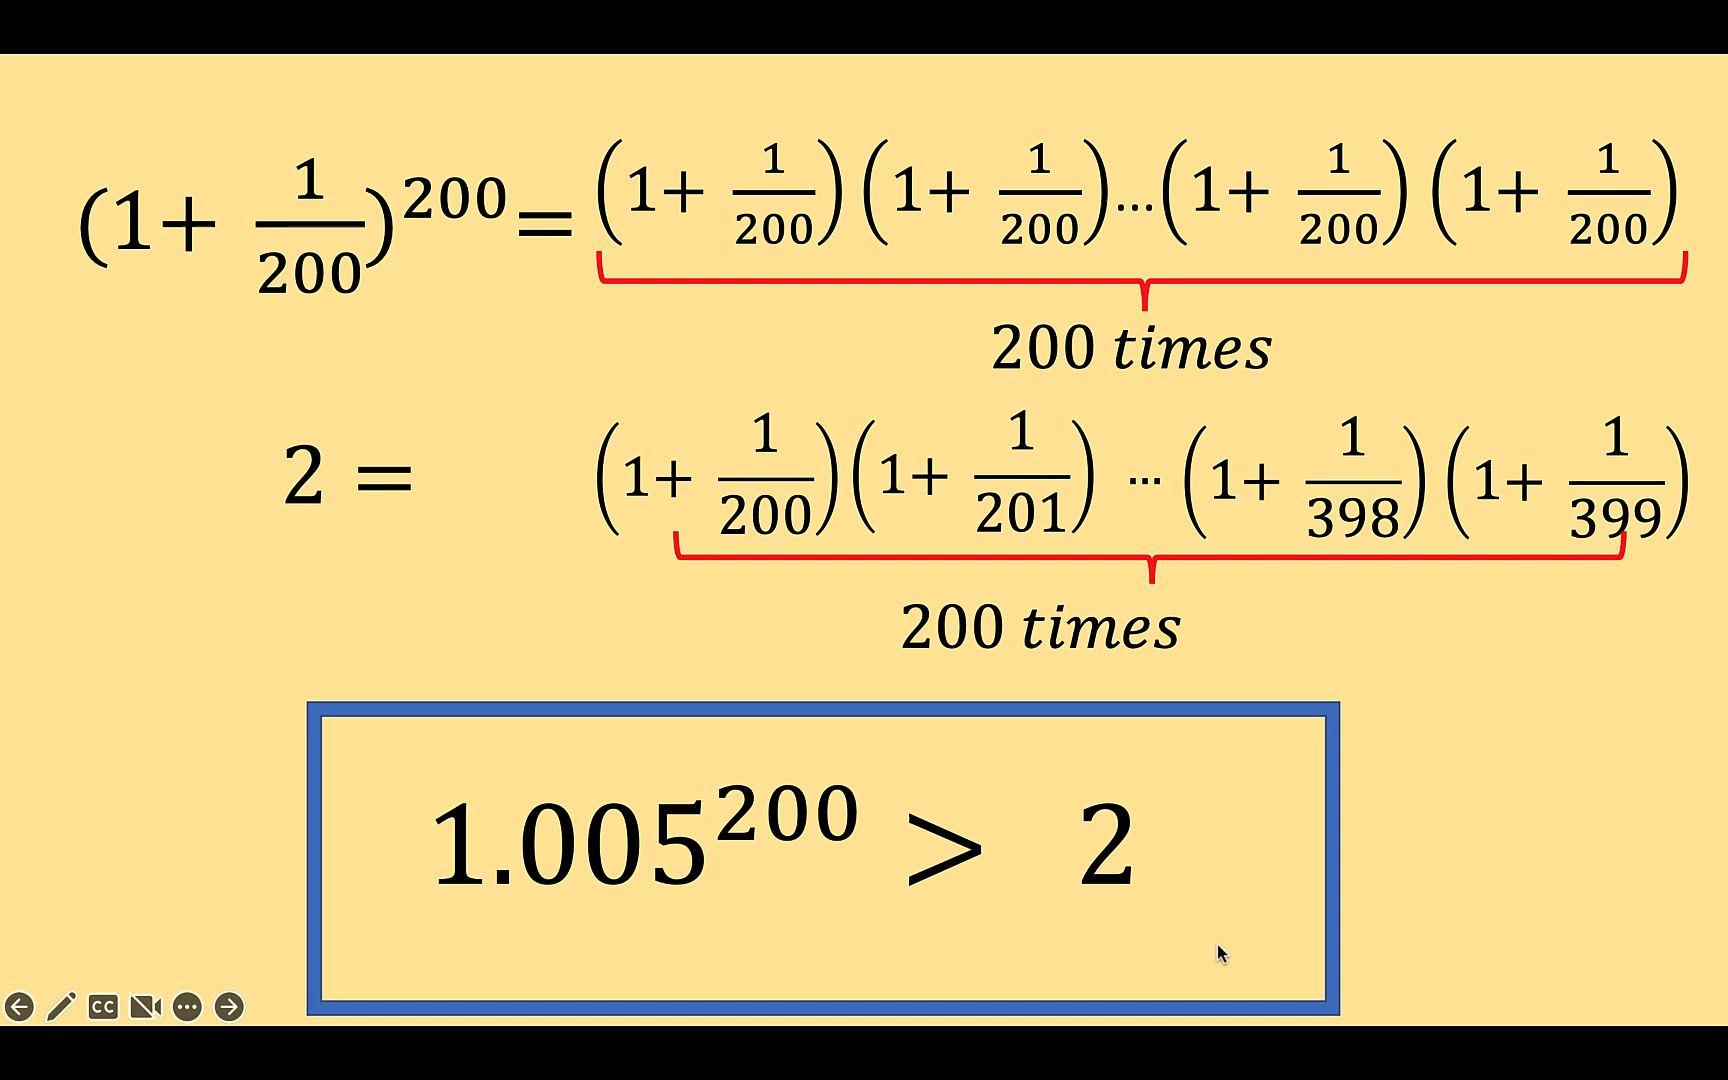 (1+ 1/200)^200 = (1+ 1/200)(1+ 1/200)...(1+ 1/200)(1+ 1/200)
200 times
2 = (1+ 1/200)(1+ 1/201) ... (1+ 1/398)(1+ 1/399)
200 times
1.005^200 > 2
CC